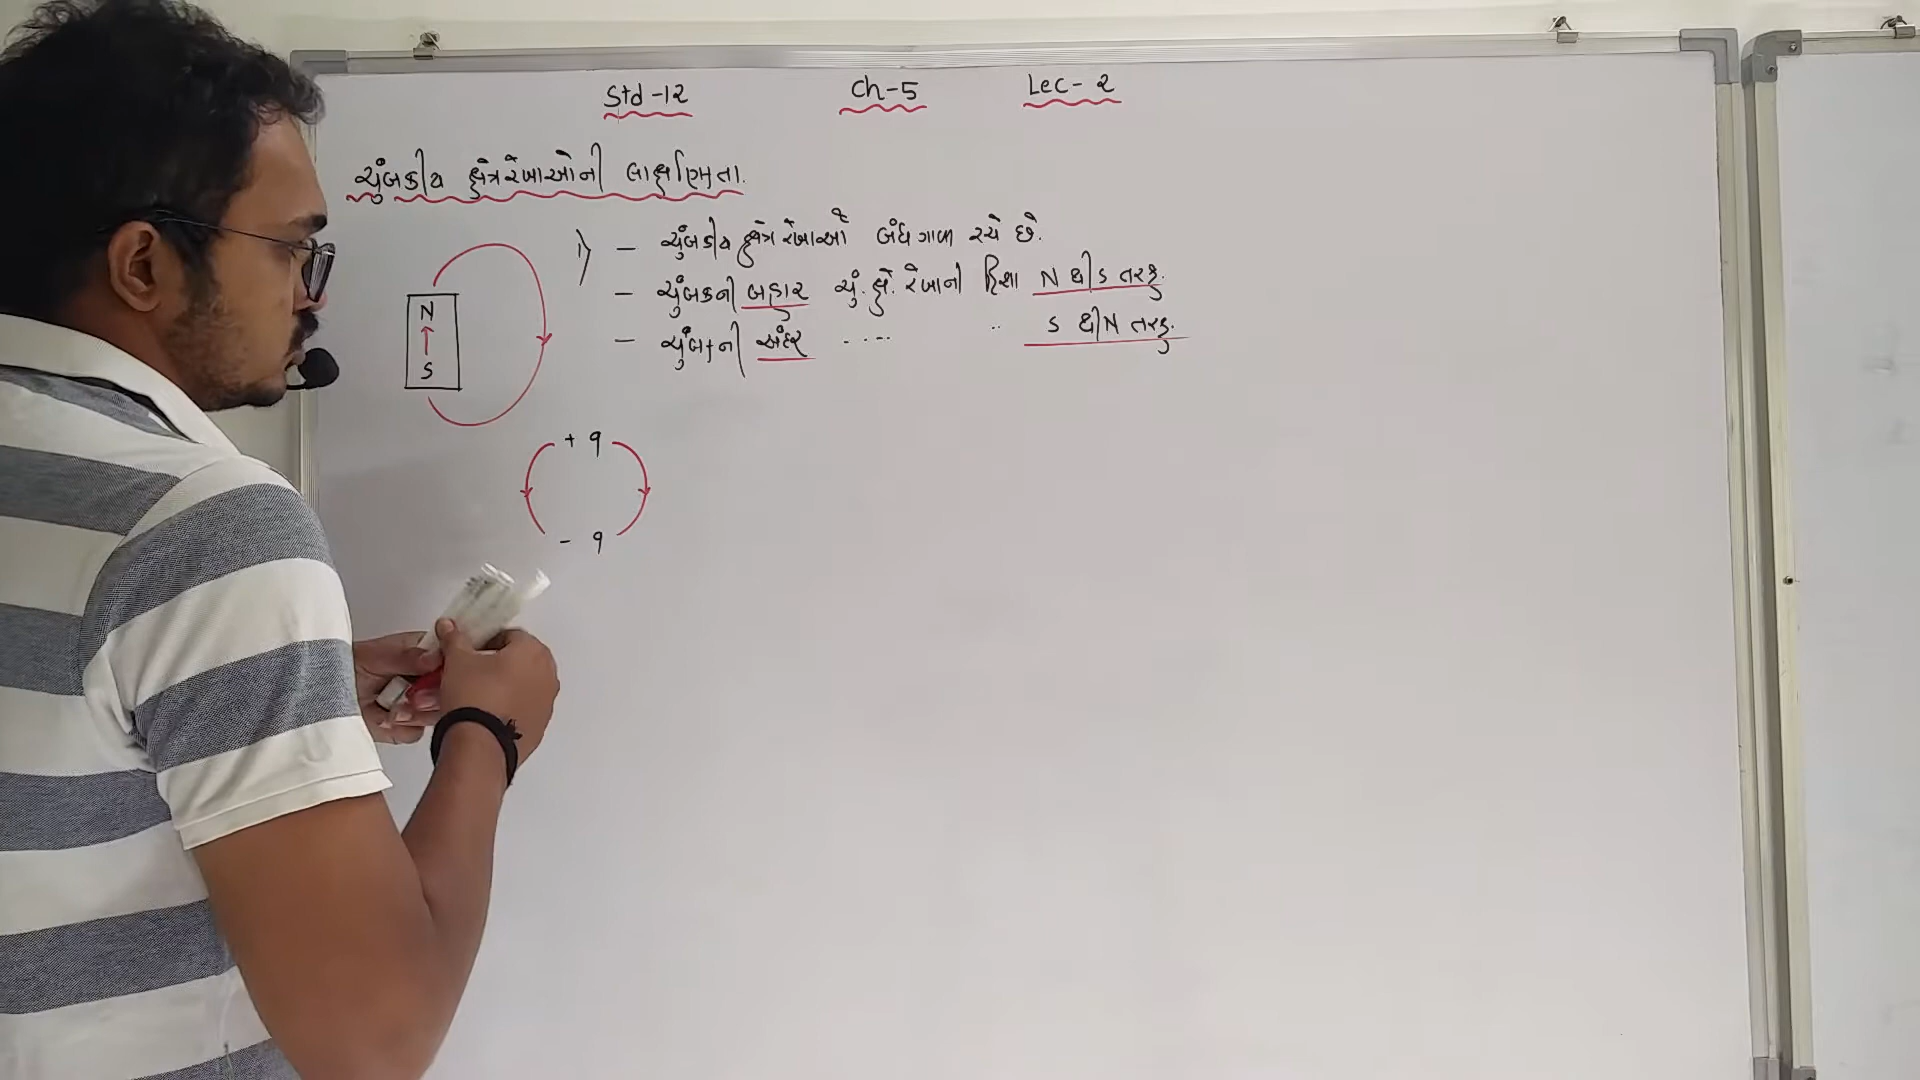 Std-12 Ch-5 Lec-2
ચુંબકીય ક્ષેત્રરેખાઓની લાક્ષણિકતા.
1) - ચુંબકીય ક્ષેત્ર રેખાઓ બંધ ગાળા રચે છે.
- ચુંબકની બહાર ચું. ક્ષે. રેખાની દિશા N થી S તરફ.
- ચુંબકની અંદર .... .. S થી N તરફ.
N
S
+ q
- q